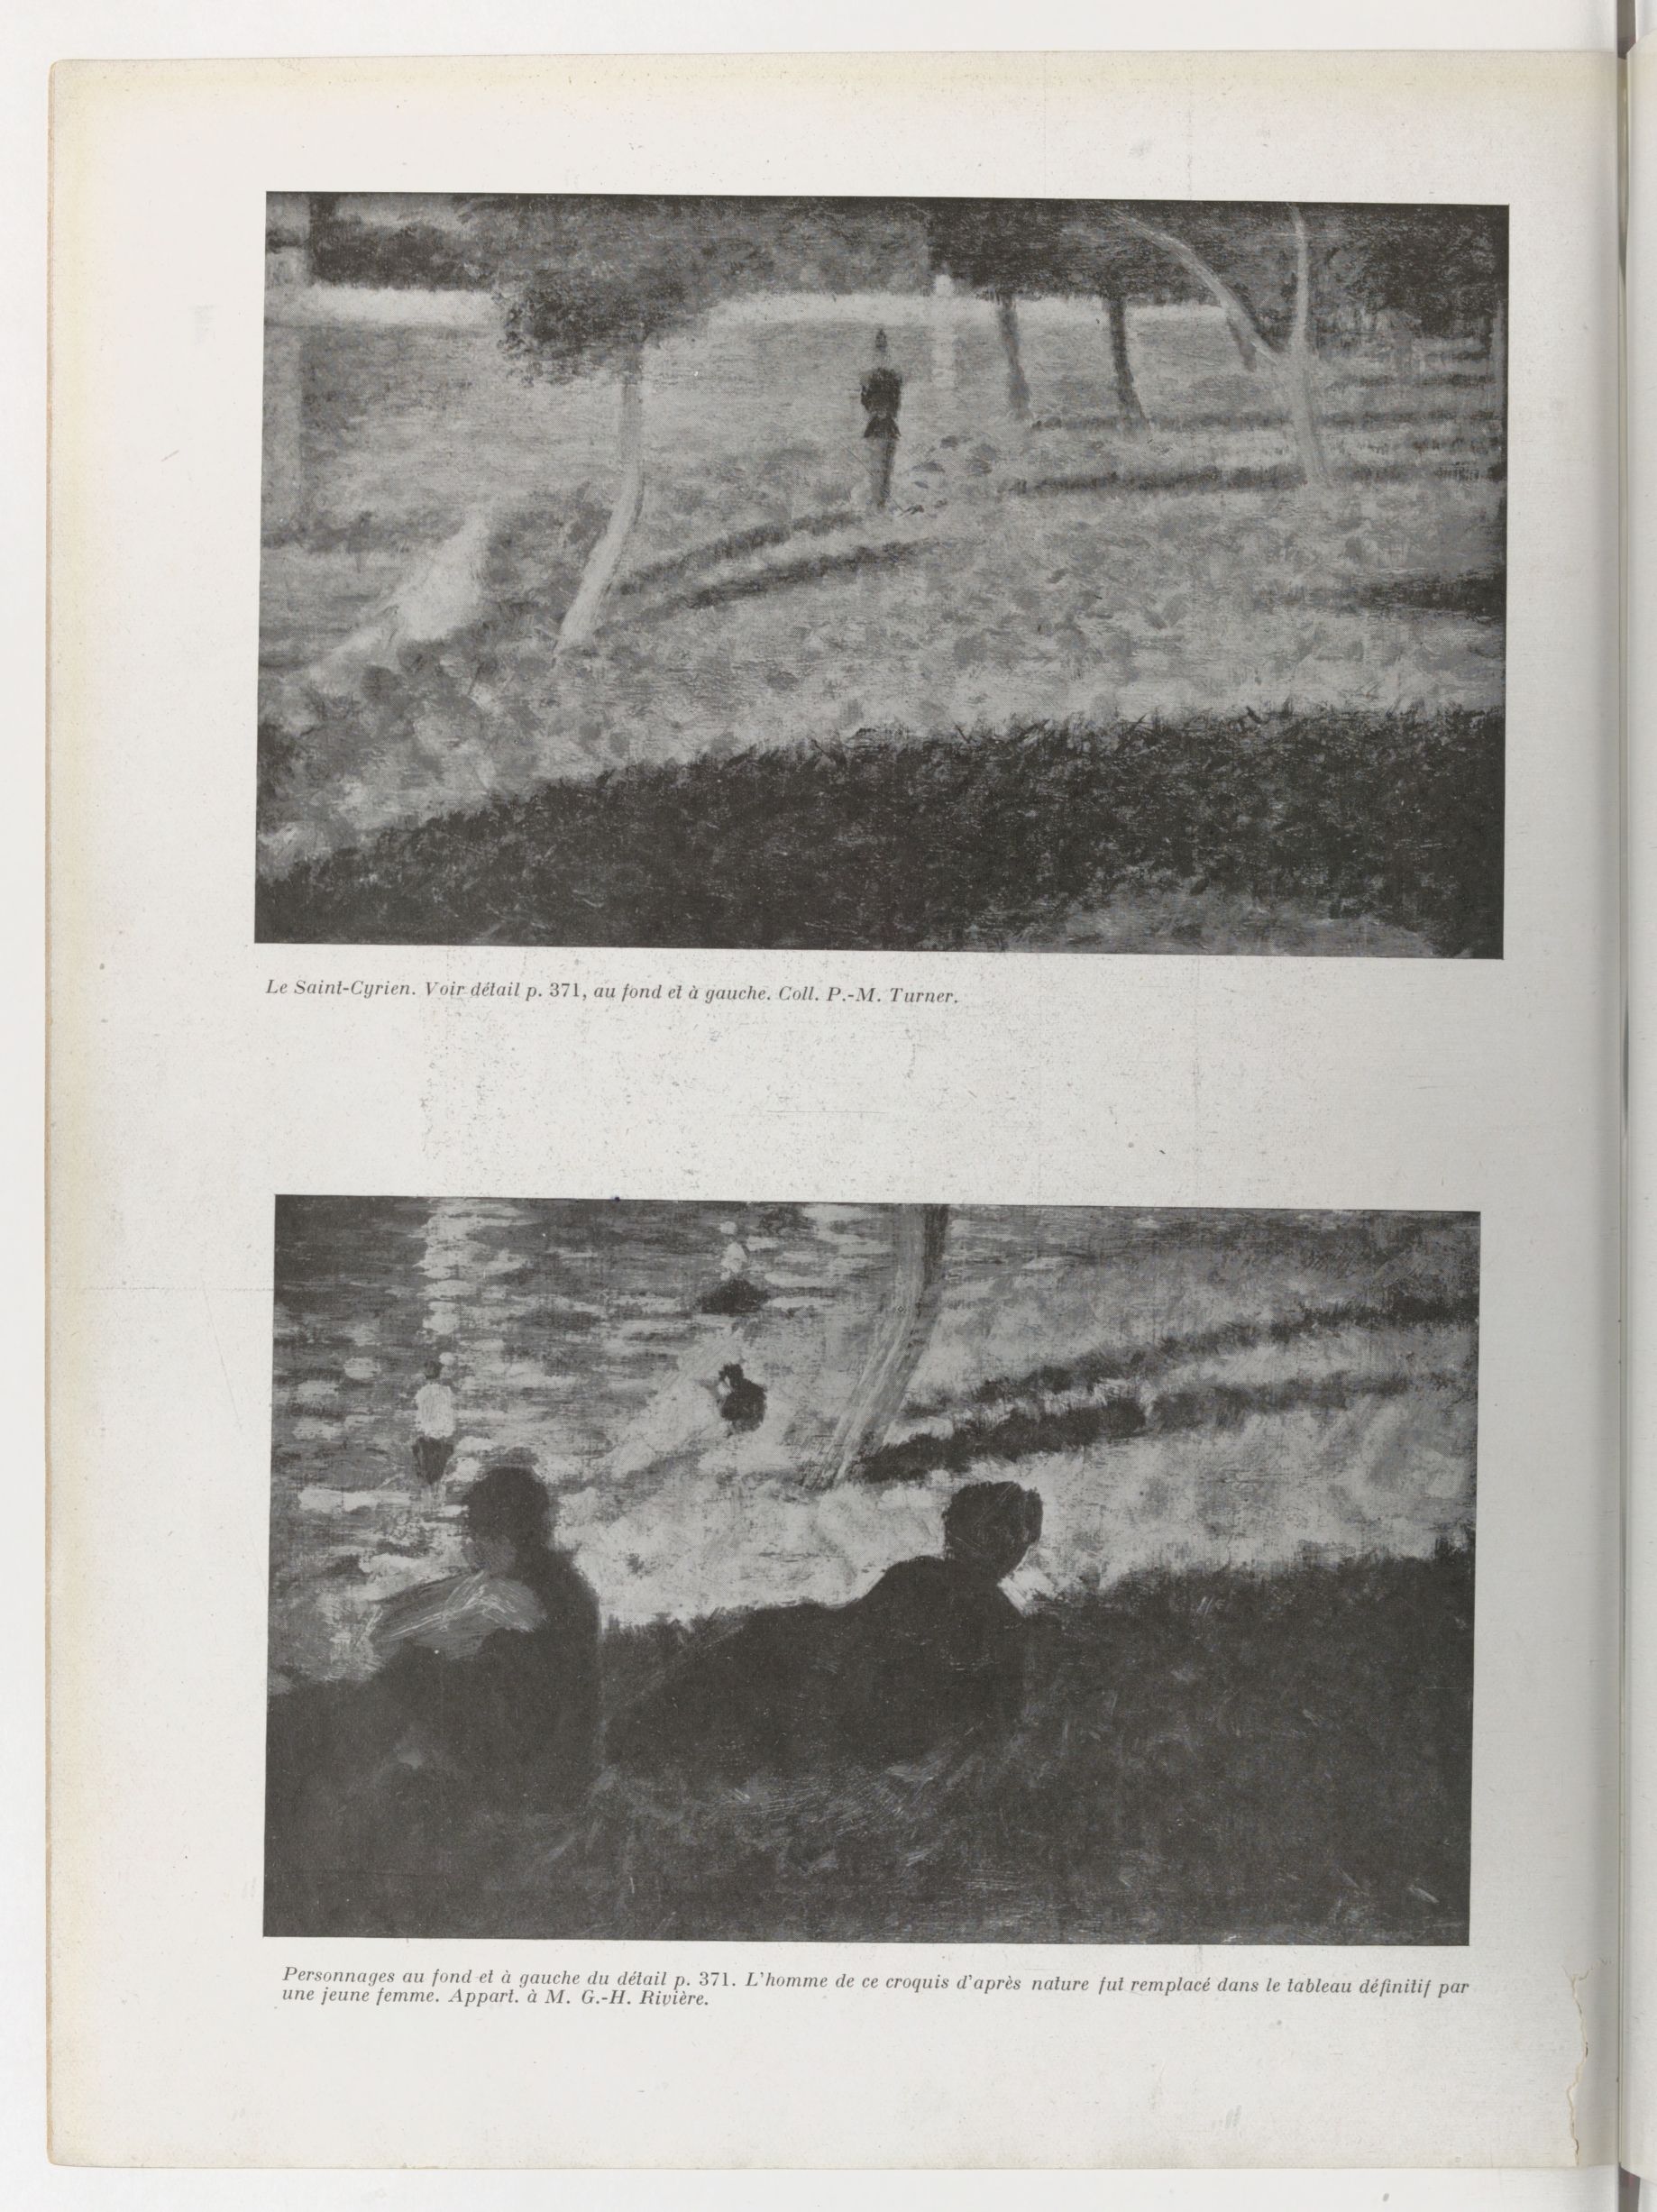 Le Saint-Cyrien. Voir détail p. 371, au fond et à gauche. Coll. P.-M. Turner.
Personnages au fond et à gauche du détail p. 371. L'homme de ce croquis d'après nature fut remplacé dans le tableau définitif par
une jeune femme. Appart. à M. G.-H. Rivière.